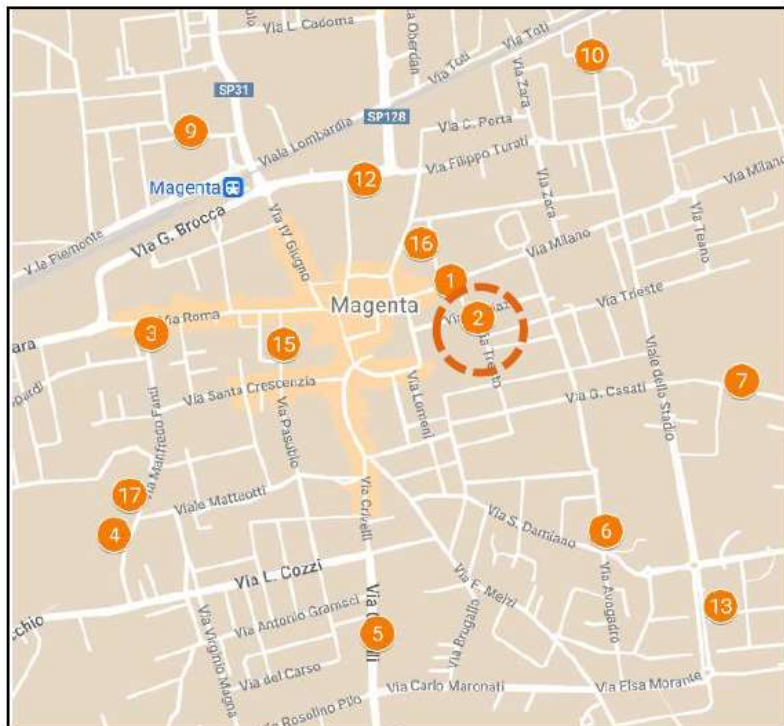 Via L. Cadorna
Via Toti
Via Toti
10
Via Zara
SP31
9
Viale Lombardia
SP128
Via C. Porta
Via Filippo Turati
Magenta
12
Via Zara
Via Milano
V.le Piemonte
Via G. Brocca
Via IV Giugno
16
Via Milano
Via Teano
1
Magenta
2
Via Trieste
Via Roma
3
15
Via Trento
Viale dello Stadio
Via Santa Crescenzia
Via Lomeni
Via G. Casati
7
Via Manfredo Fanti
Via Pasubio
17
Viale Matteotti
4
Via Crivelli
Via S. Damiano
6
Via L. Cozzi
Via F. Melzi
Via Avogadro
13
Via Antonio Gramsci
5
Via Brugallo
Via Virginio Magna
Via del Carso
Via Carlo Maronati
Via Elsa Morante
Via Rosolino Pilo